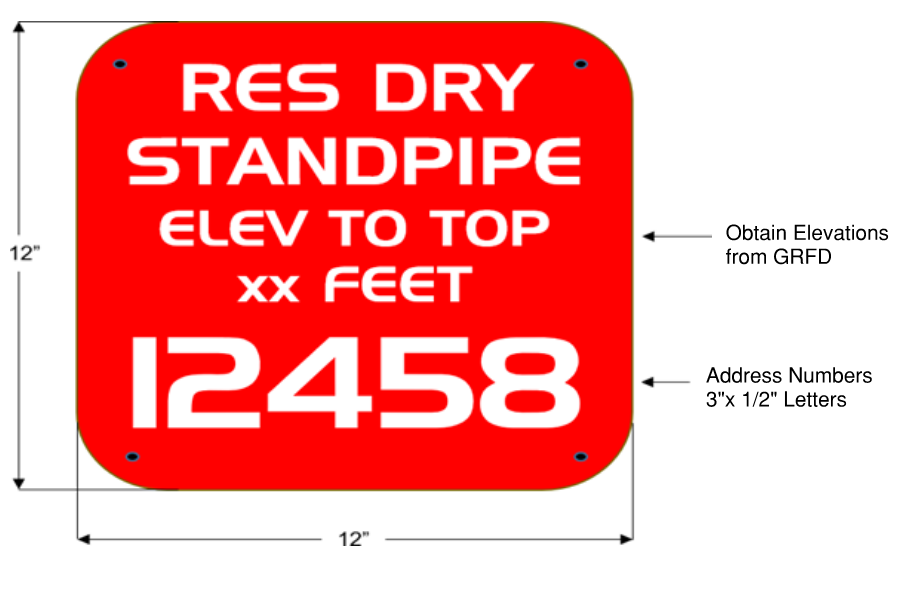 RES DRY
STANDPIPE
ELEV TO TOP
xx FEET
12458
12”
12”
Obtain Elevations
from GRFD
Address Numbers
3"x 1/2" Letters